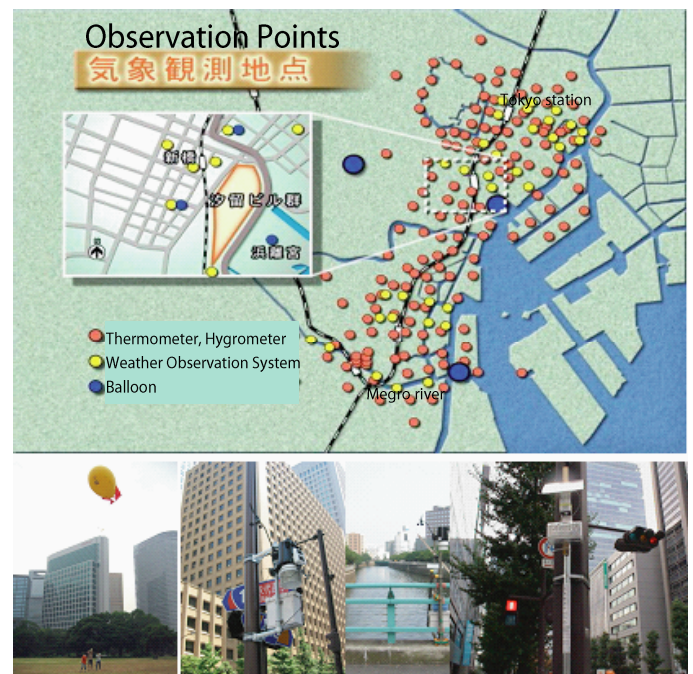 Observation Points
気象観測地点
Tokyo station
新橋
汐留ビル群
浜離宮
N
Thermometer, Hygrometer
Weather Observation System
Balloon
Megro river